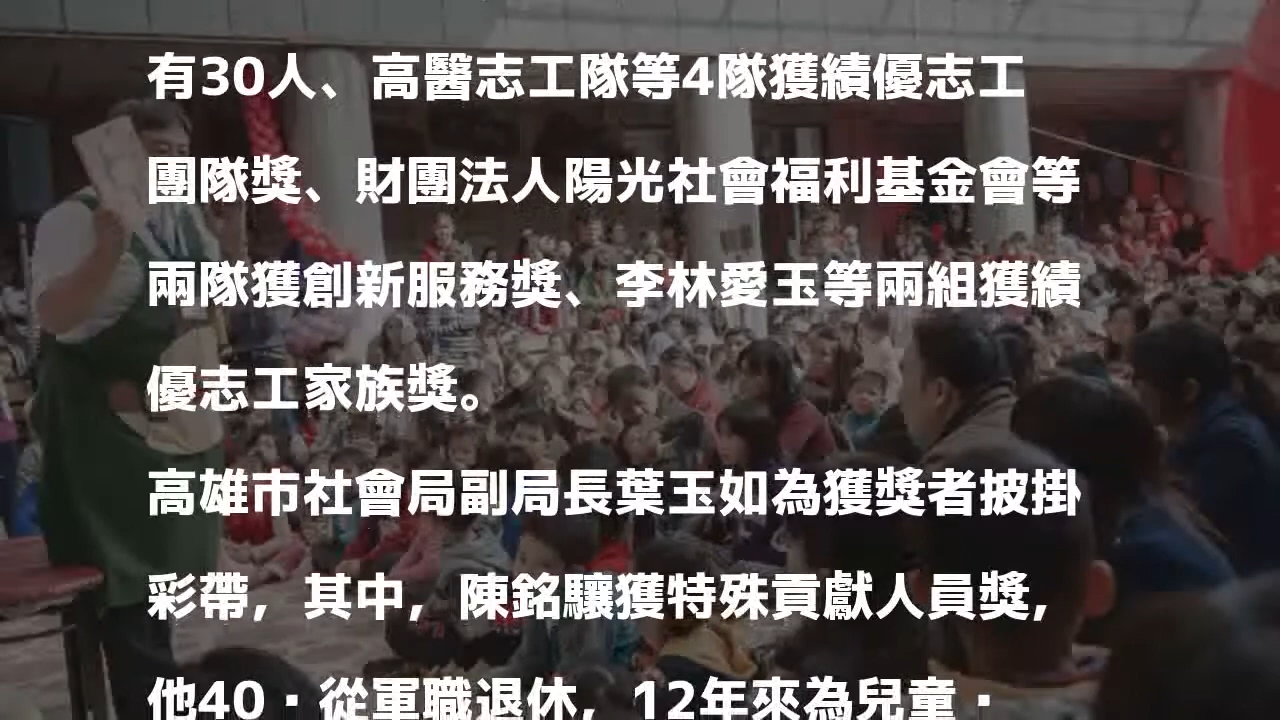 有30人、高醫志工隊等4隊獲績優志工
團隊獎、財團法人陽光社會福利基金會等
兩隊獲創新服務獎、李林愛玉等兩組獲績
優志工家族獎。
高雄市社會局副局長葉玉如為獲獎者披掛
彩帶，其中，陳銘驤獲特殊貢獻人員獎，
他40·從軍職退休，12年來為兒童·